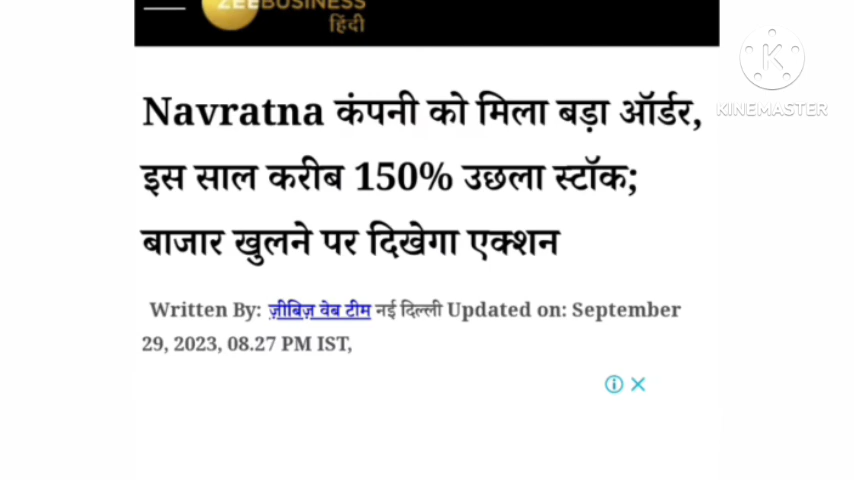 ZEEBUSINESS
हिंदी
KINEMASTER
Navratna कंपनी को मिला बड़ा ऑर्डर,
इस साल करीब 150% उछला स्टॉक;
बाजार खुलने पर दिखेगा एक्शन
Written By: ज़ीबिज़ वेब टीम नई दिल्ली Updated on: September
29, 2023, 08.27 PM IST,